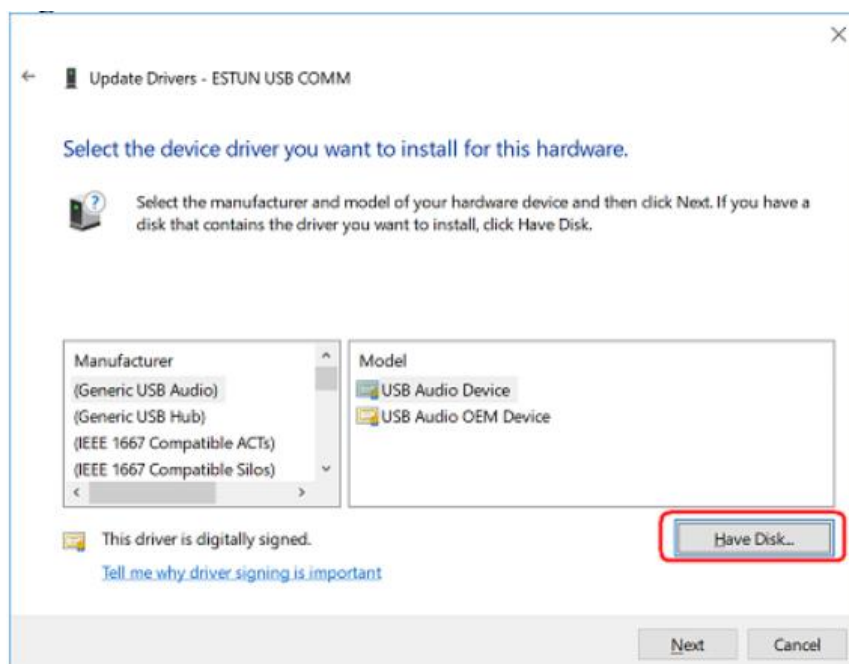 Update Drivers - ESTUN USB COMM
Select the device driver you want to install for this hardware.
Select the manufacturer and model of your hardware device and then click Next. If you have a
disk that contains the driver you want to install, click Have Disk.
Manufacturer
(Generic USB Audio)
(Generic USB Hub)
(IEEE 1667 Compatible ACTs)
(IEEE 1667 Compatible Silos)
Model
USB Audio Device
USB Audio OEM Device
This driver is digitally signed.
Have Disk...
Tell me why driver signing is important
Next
Cancel